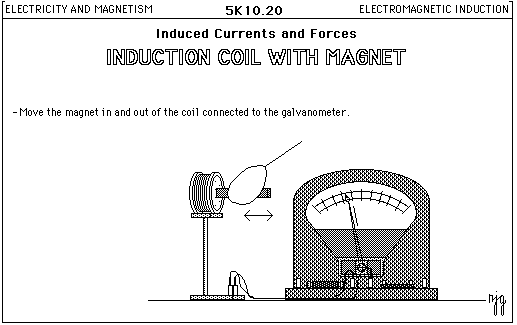 ELECTRICITY AND MAGNETISM 5K10.20 ELECTROMAGNETIC INDUCTION
Induced Currents and Forces
INDUCTION COIL WITH MAGNET
- Move the magnet in and out of the coil connected to the galvanometer.
njg